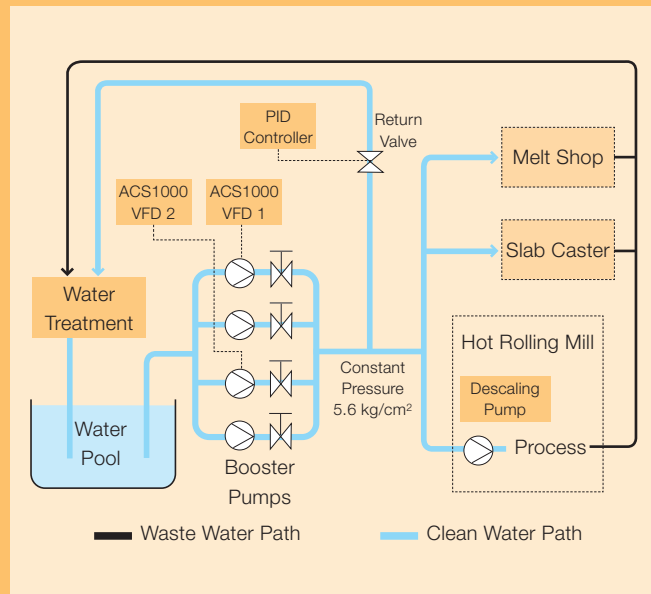 PID
Controller
Return
Valve
Melt Shop
ACS1000
VFD 2
ACS1000
VFD 1
Slab Caster
Water
Treatment
Hot Rolling Mill
Constant
Pressure
5.6 kg/cm²
Descaling
Pump
Water
Pool
Process
Booster
Pumps
Waste Water Path
Clean Water Path